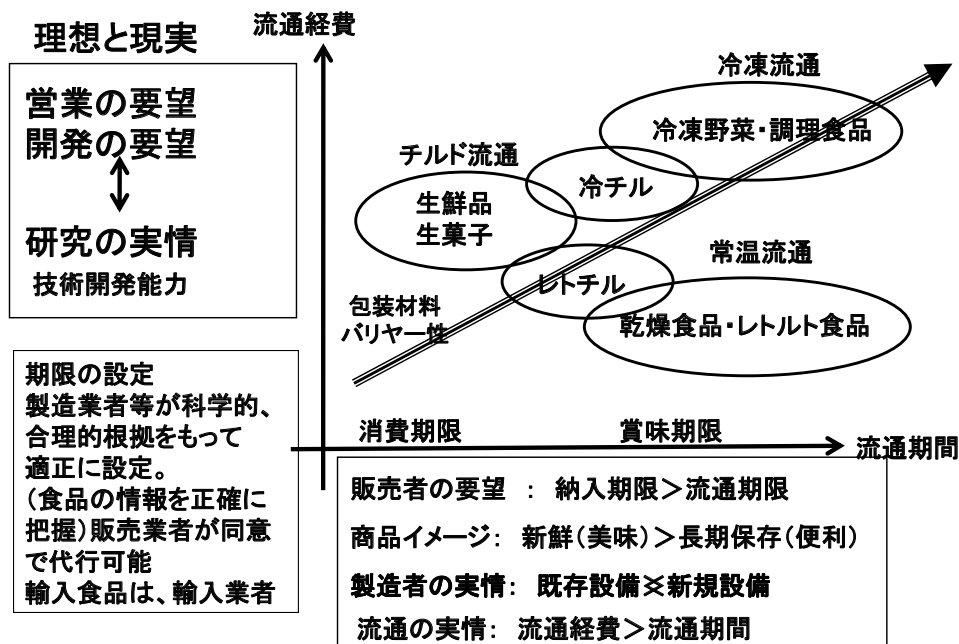 理想と現実
営業の要望
開発の要望
研究の実情
技術開発能力
期限の設定
製造業者等が科学的、
合理的根拠をもって
適正に設定。
(食品の情報を正確に
把握)販売業者が同意
で代行可能
輸入食品は、輸入業者
流通経費
冷凍流通
冷凍野菜・調理食品
チルド流通
冷チル
生鮮品
生菓子
常温流通
レトチル
包装材料
バリヤー性
乾燥食品・レトルト食品
消費期限 賞味期限
流通期間
販売者の要望 : 納入期限>流通期限
商品イメージ: 新鮮(美味)>長期保存(便利)
製造者の実情: 既存設備≶新規設備
流通の実情: 流通経費>流通期間